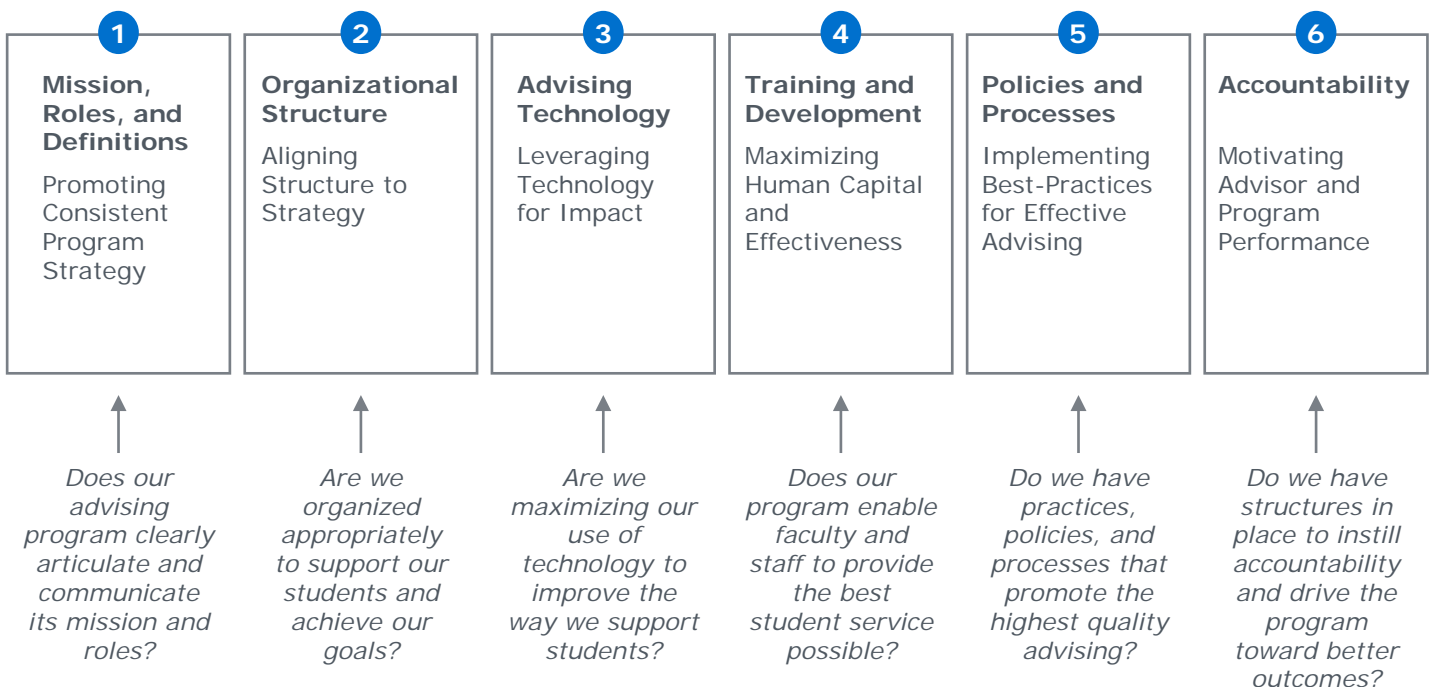 1
Mission,
Roles, and
Definitions
Promoting
Consistent
Program
Strategy
2
Organizational
Structure
Aligning
Structure to
Strategy
3
Advising
Technology
Leveraging
Technology
for Impact
4
Training and
Development
Maximizing
Human Capital
and
Effectiveness
5
Policies and
Processes
Implementing
Best-Practices
for Effective
Advising
6
Accountability
Motivating
Advisor and
Program
Performance
Does our
advising
program clearly
articulate and
communicate
its mission and
roles?
Are we
organized
appropriately
to support our
students and
achieve our
goals?
Are we
maximizing our
use of
technology to
improve the
way we support
students?
Does our
program enable
faculty and
staff to provide
the best
student service
possible?
Do we have
practices,
policies, and
processes that
promote the
highest quality
advising?
Do we have
structures in
place to instill
accountability
and drive the
program
toward better
outcomes?